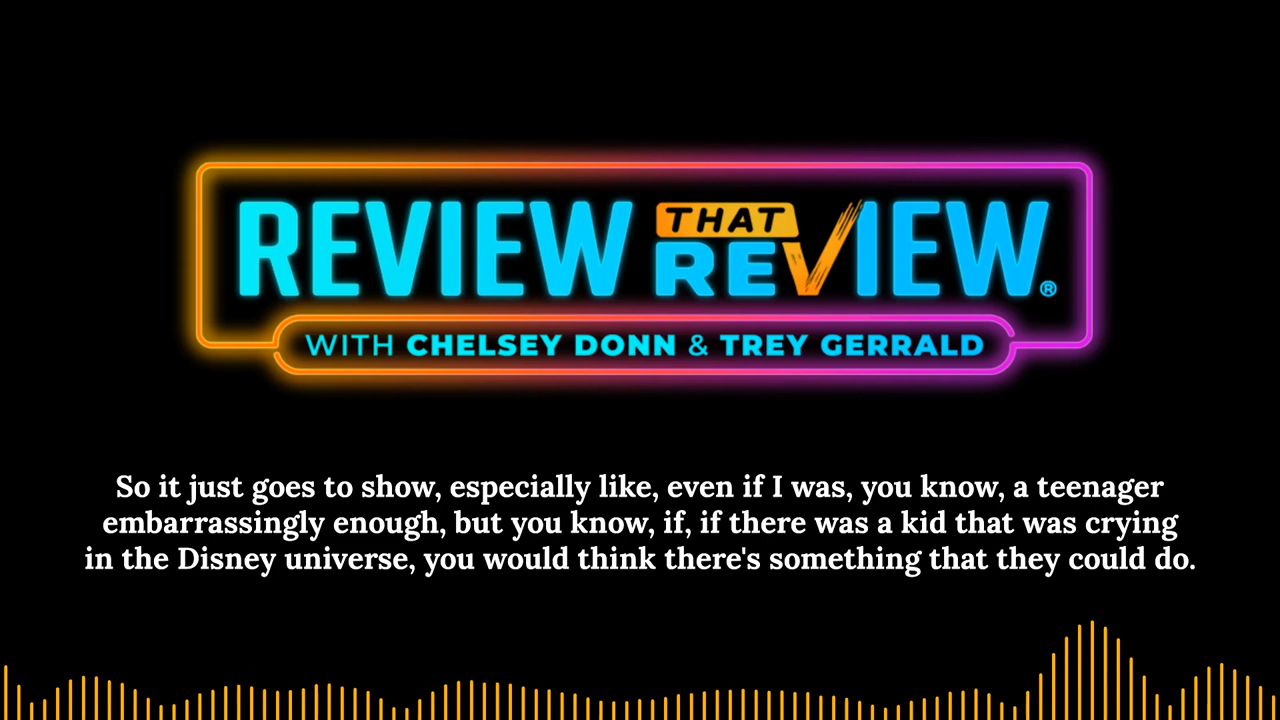 REVIEW THAT REVIEW®
WITH CHELSEY DONN & TREY GERRALD
So it just goes to show, especially like, even if I was, you know, a teenager
embarrassingly enough, but you know, if, if there was a kid that was crying
in the Disney universe, you would think there's something that they could do.